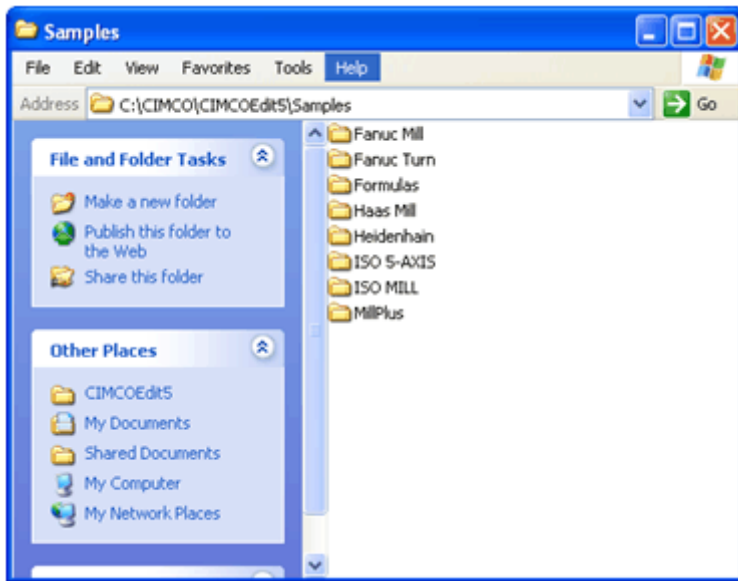 Samples
File Edit View Favorites Tools Help
Address C:\CIMCO\CIMCOEdit5\Samples Go
File and Folder Tasks
Make a new folder
Publish this folder to
the Web
Share this folder
Other Places
CIMCOEdit5
My Documents
Shared Documents
My Computer
My Network Places
Fanuc Mill
Fanuc Turn
Formulas
Haas Mill
Heidenhain
ISO 5-AXIS
ISO MILL
MillPlus